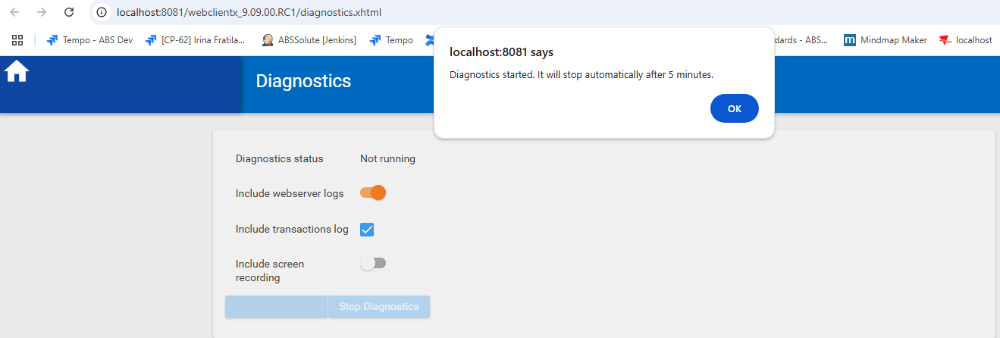 localhost:8081/webclientx_9.09.00.RC1/diagnostics.xhtml
Tempo - ABS Dev [CP-62] Irina Fratila... ABSSolute [Jenkins] Tempo dards - ABS... Mindmap Maker localhost
localhost:8081 says
Diagnostics started. It will stop automatically after 5 minutes.
OK
Diagnostics
Diagnostics status Not running
Include webserver logs
Include transactions log
Include screen
recording
Stop Diagnostics